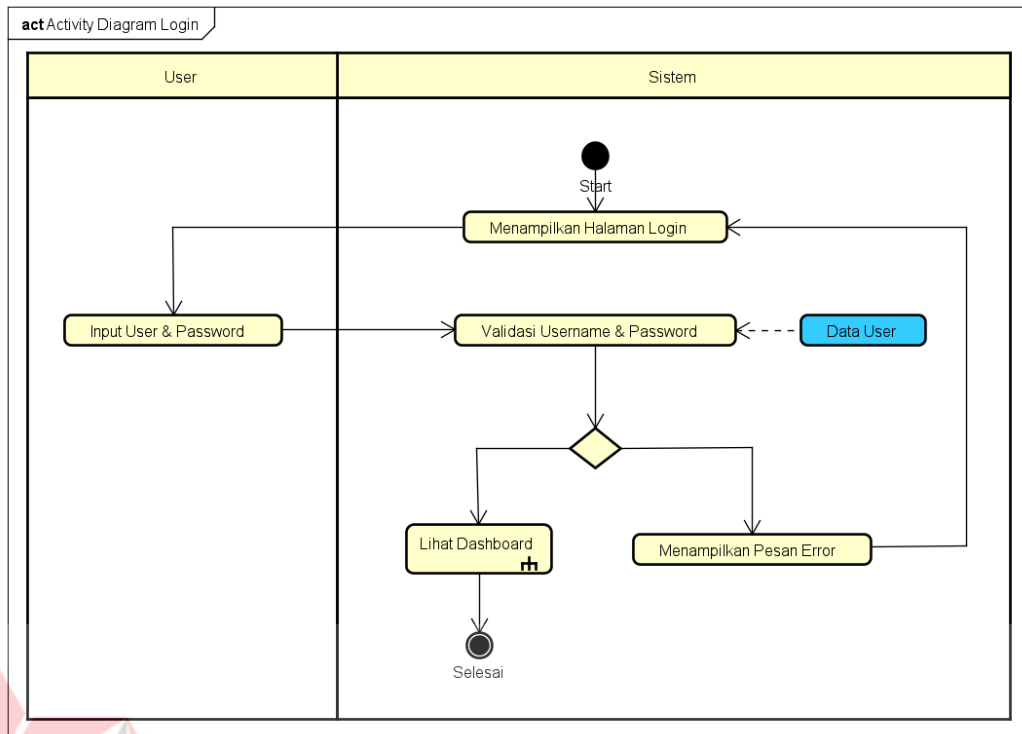 act Activity Diagram Login
User
Sistem
Start
Menampilkan Halaman Login
Input User & Password
Validasi Username & Password
Data User
Lihat Dashboard
Menampilkan Pesan Error
Selesai